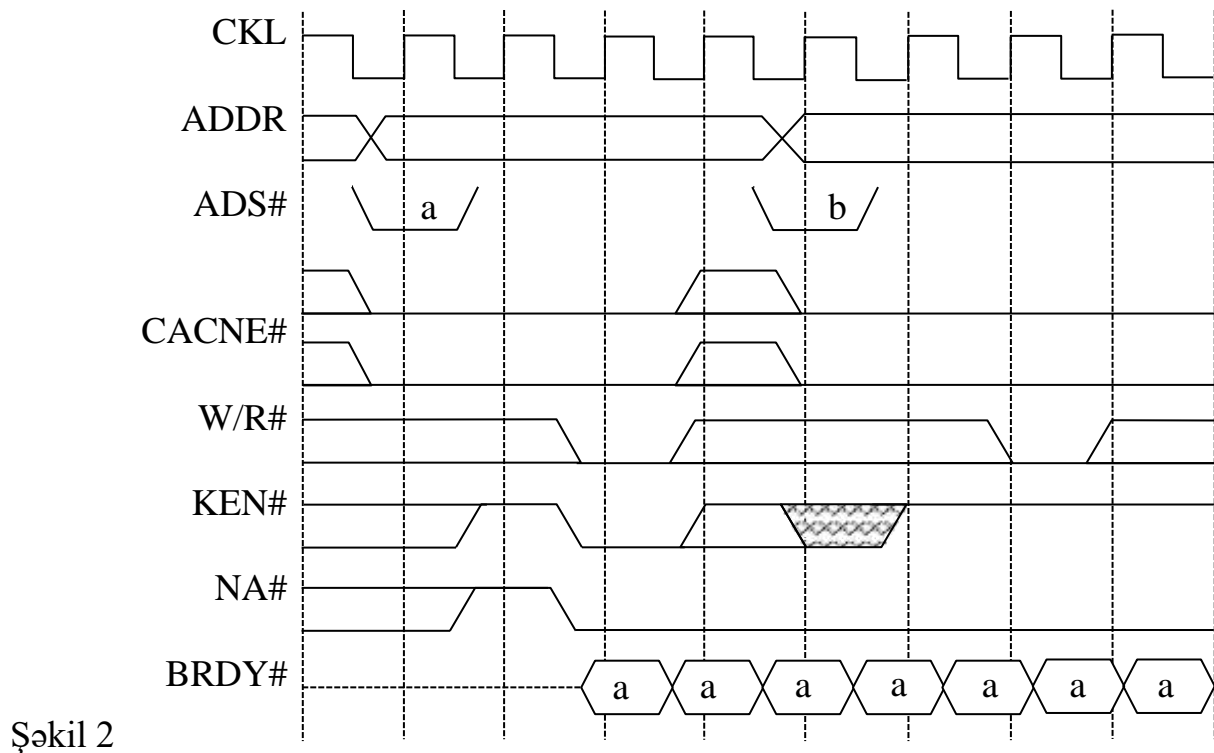 CKL
ADDR
ADS# a b
CACNE#
W/R#
KEN#
NA#
BRDY# a a a a a a a
Şəkil 2